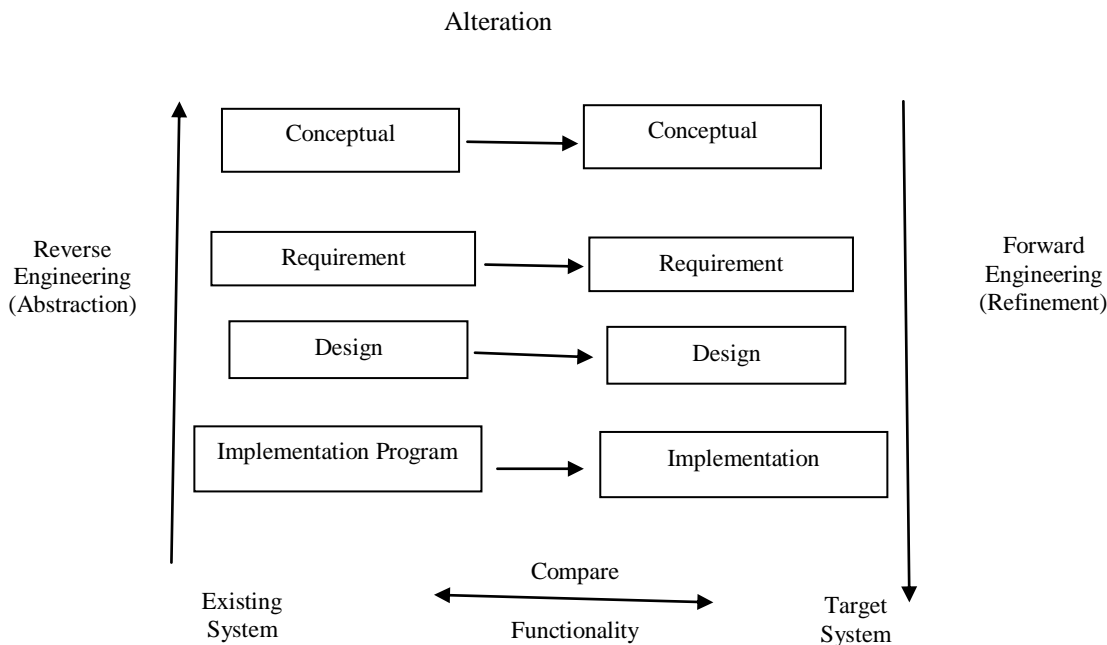 Alteration
Conceptual
Conceptual
Reverse
Engineering
(Abstraction)
Requirement
Requirement
Forward
Engineering
(Refinement)
Design
Design
Implementation Program
Implementation
Existing
System
Compare
Functionality
Target
System